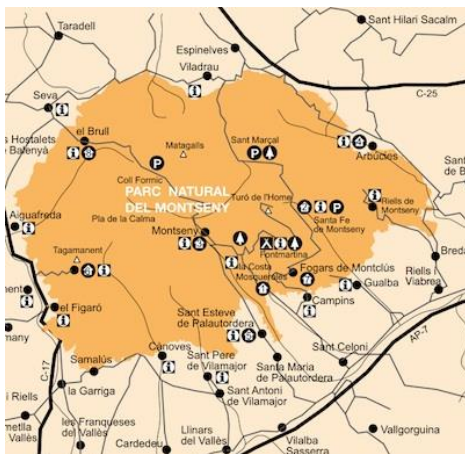 Taradell
Sant Hilari Sacalm
Espinelves
Viladrau
C-25
Seva
s Hostalets
e Balenyà
el Brull
Matagalls
Sant Marçal
P
Arbúcies
P
Coll Formic
PARC NATURAL
DEL MONTSENY
Turó de l'Home
P
Riells de
Montseny
Santa Fe
de Montseny
Aiguafreda
Pla de la Calma
Montseny
Fontmartina
Breda
Tagamanent
la Costa
Fogars de Montclús
Riells
Viabrea
Mosqueroles
Gualba
ment
Campins
el Figaró
Sant Esteve
de Palautordera
many
AP-7
Cànoves
Sant Celoni
Samalús
Sant Pere
de Vilamajor
Santa Maria
de Palautordera
C-17
la Garriga
i Riells
Sant Antoni
de Vilamajor
les Franqueses
del Vallès
Vallgorguina
metlla
Vallès
Cardedeu
Llinars
del Vallès
Vilalba
Sasserra